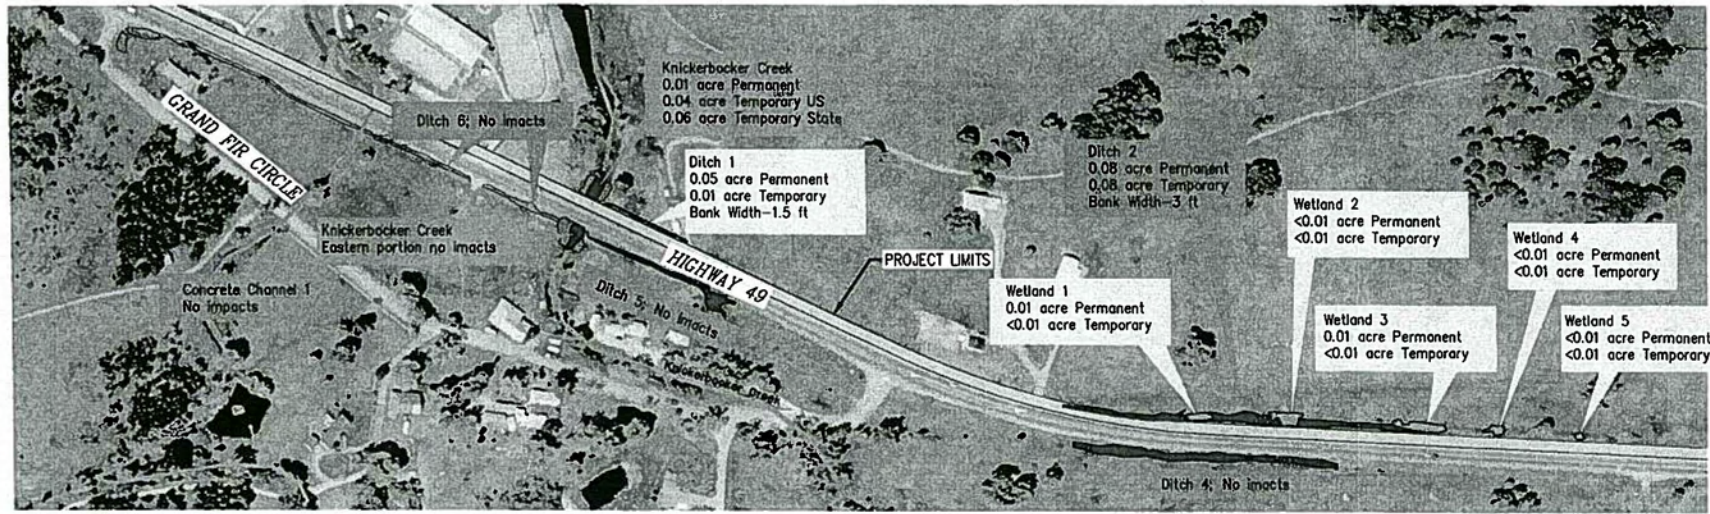 Knickerbocker Creek
0.01 acre Permanent
0.04 acre Temporary US
0.06 acre Temporary State
GRAND FIR CIRCLE
Ditch 6; No imacts
Ditch 1
0.05 acre Permanent
0.01 acre Temporary
Bank Width-1.5 ft
Ditch 2
0.08 acre Permanent
0.08 acre Temporary
Bank Width-3 ft
Wetland 2
<0.01 acre Permanent
<0.01 acre Temporary
Knickerbocker Creek
Eastern portion no imacts
HIGHWAY 49
PROJECT LIMITS
Wetland 4
<0.01 acre Permanent
<0.01 acre Temporary
Concrete Channel 1
No impacts
Ditch 5; No imacts
Wetland 1
0.01 acre Permanent
<0.01 acre Temporary
Wetland 3
0.01 acre Permanent
<0.01 acre Temporary
Wetland 5
<0.01 acre Permanent
<0.01 acre Temporary
Knickerbocker Creek
Ditch 4; No imacts